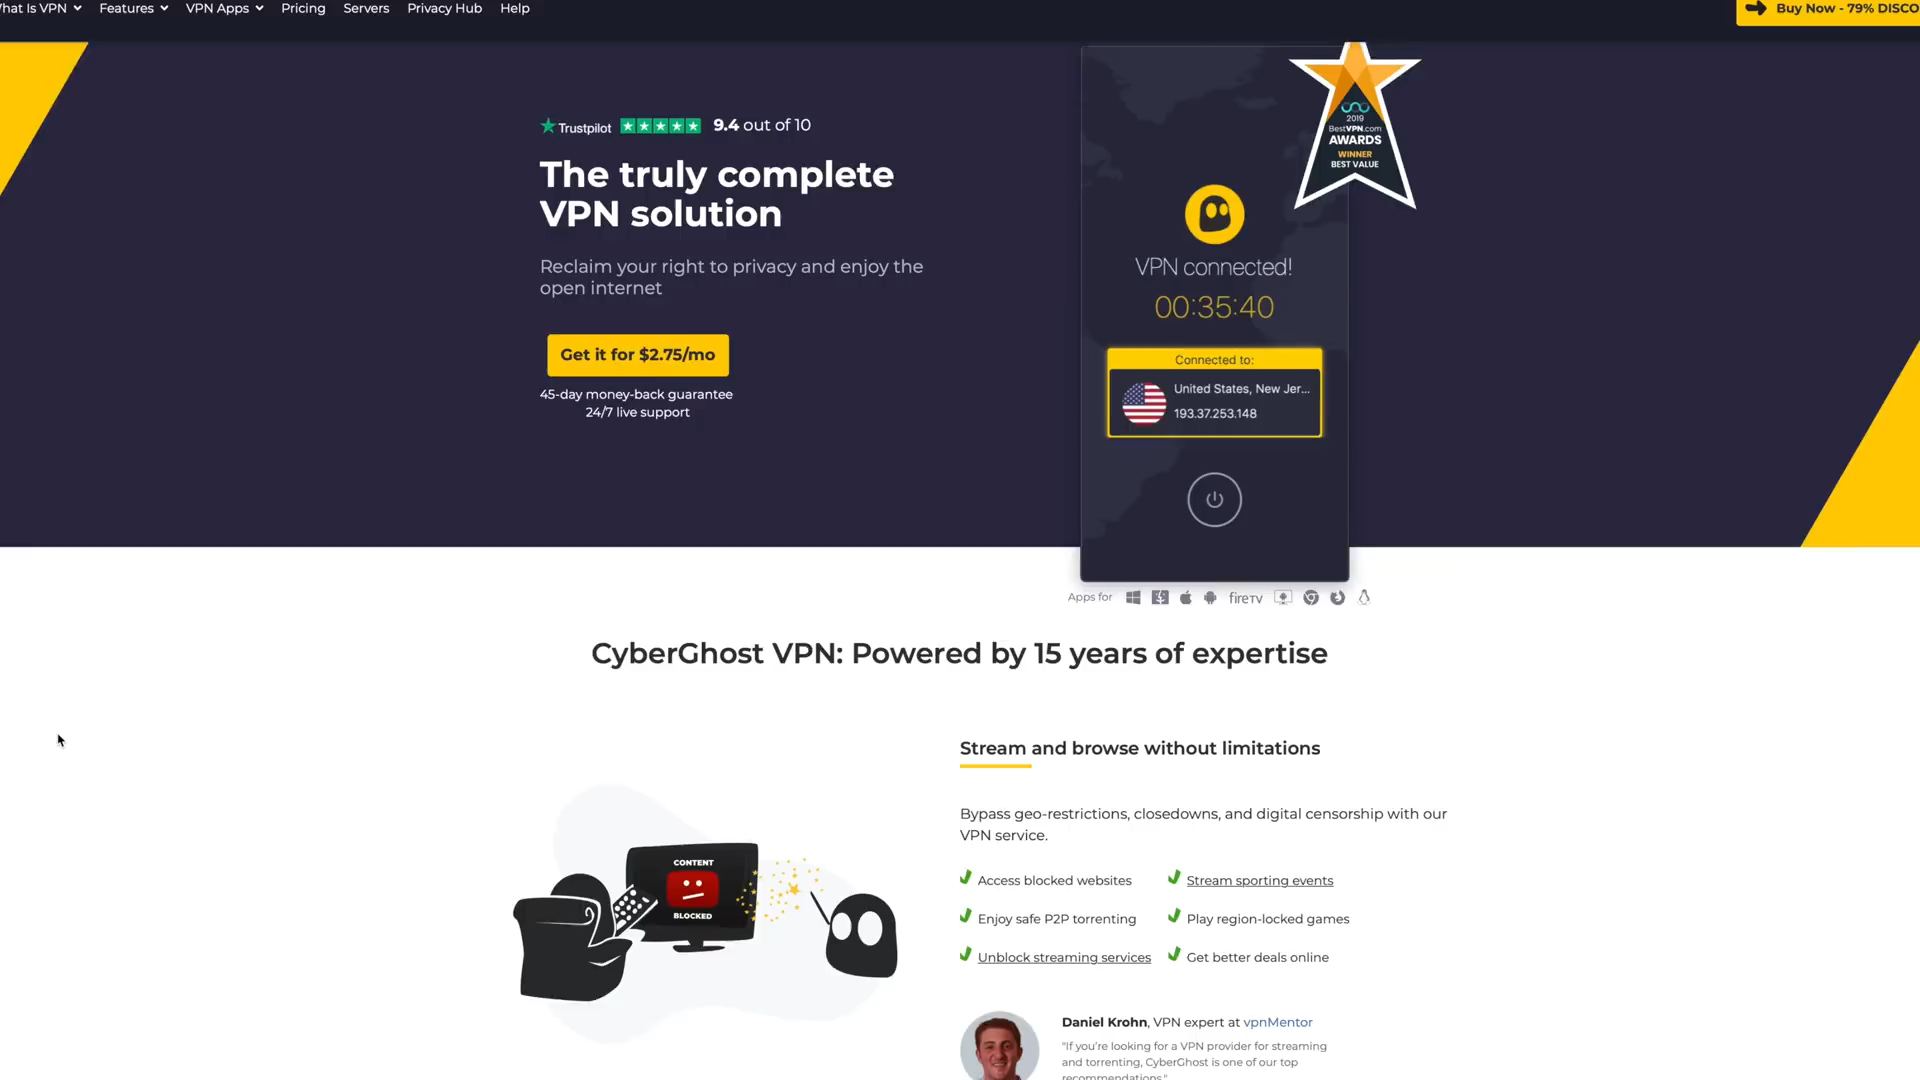 What Is VPN Features VPN Apps Pricing Servers Privacy Hub Help
Buy Now - 79% DISCO
Trustpilot 9.4 out of 10
The truly complete
VPN solution
Reclaim your right to privacy and enjoy the
open internet
Get it for $2.75/mo
45-day money-back guarantee
24/7 live support
2019
BestVPN.com
AWARDS
WINNER
BEST VALUE
VPN connected!
00:35:40
Connected to:
United States, New Jer...
193.37.253.148
Apps for
fireTV
CyberGhost VPN: Powered by 15 years of expertise
CONTENT
BLOCKED
Stream and browse without limitations
Bypass geo-restrictions, closedowns, and digital censorship with our
VPN service.
Access blocked websites
Stream sporting events
Enjoy safe P2P torrenting
Play region-locked games
Unblock streaming services
Get better deals online
Daniel Krohn, VPN expert at vpnMentor
"If you're looking for a VPN provider for streaming
and torrenting, CyberGhost is one of our top
recommendations."